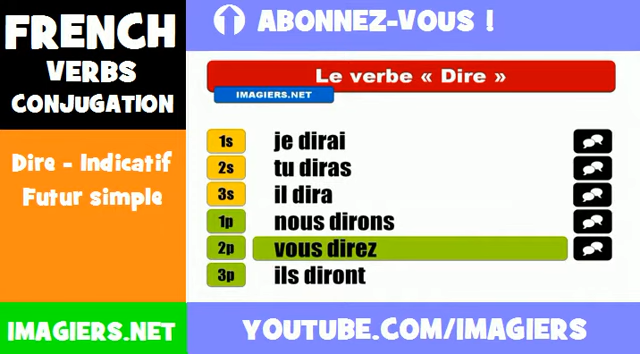 FRENCH
VERBS
CONJUGATION
ABONNEZ-VOUS !
Le verbe « Dire »
IMAGIERS.NET
Dire - Indicatif
Futur simple
1s je dirai
2s tu diras
3s il dira
1p nous dirons
2p vous direz
3p ils diront
IMAGIERS.NET
YOUTUBE.COM/IMAGIERS